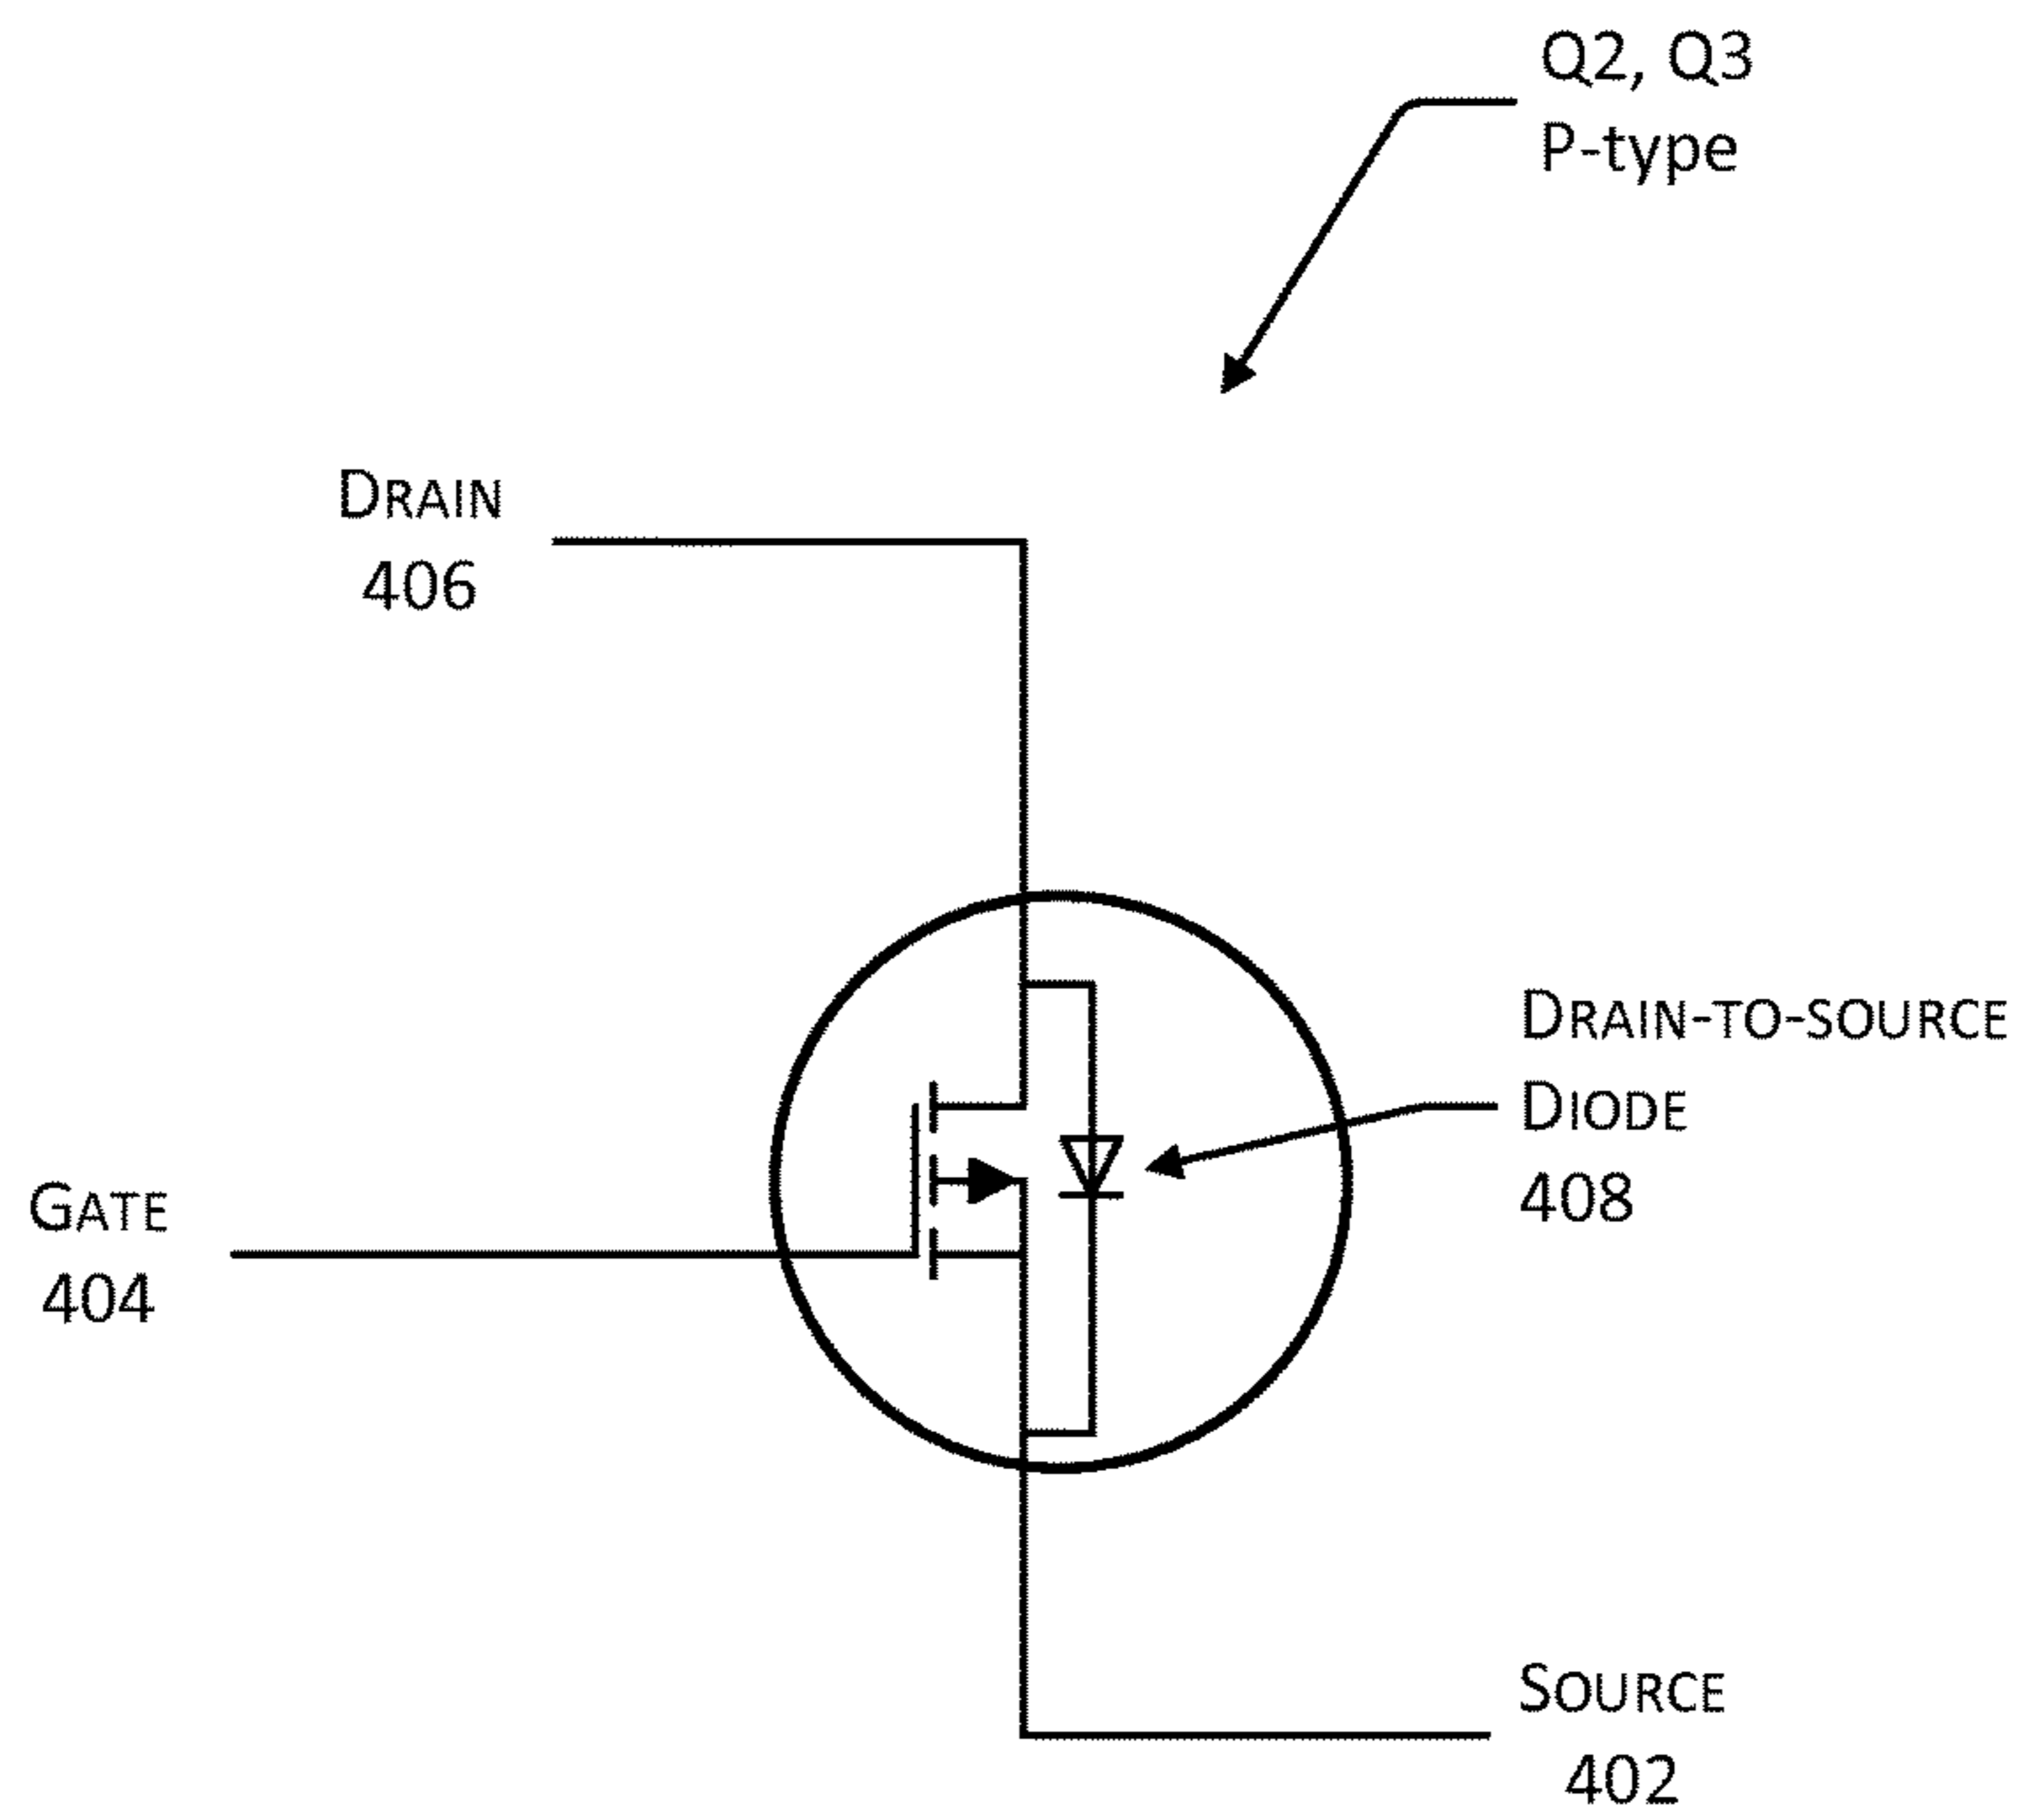 Q2, Q3
P-type
DRAIN
406
DRAIN-TO-SOURCE
DIODE
408
GATE
404
SOURCE
402